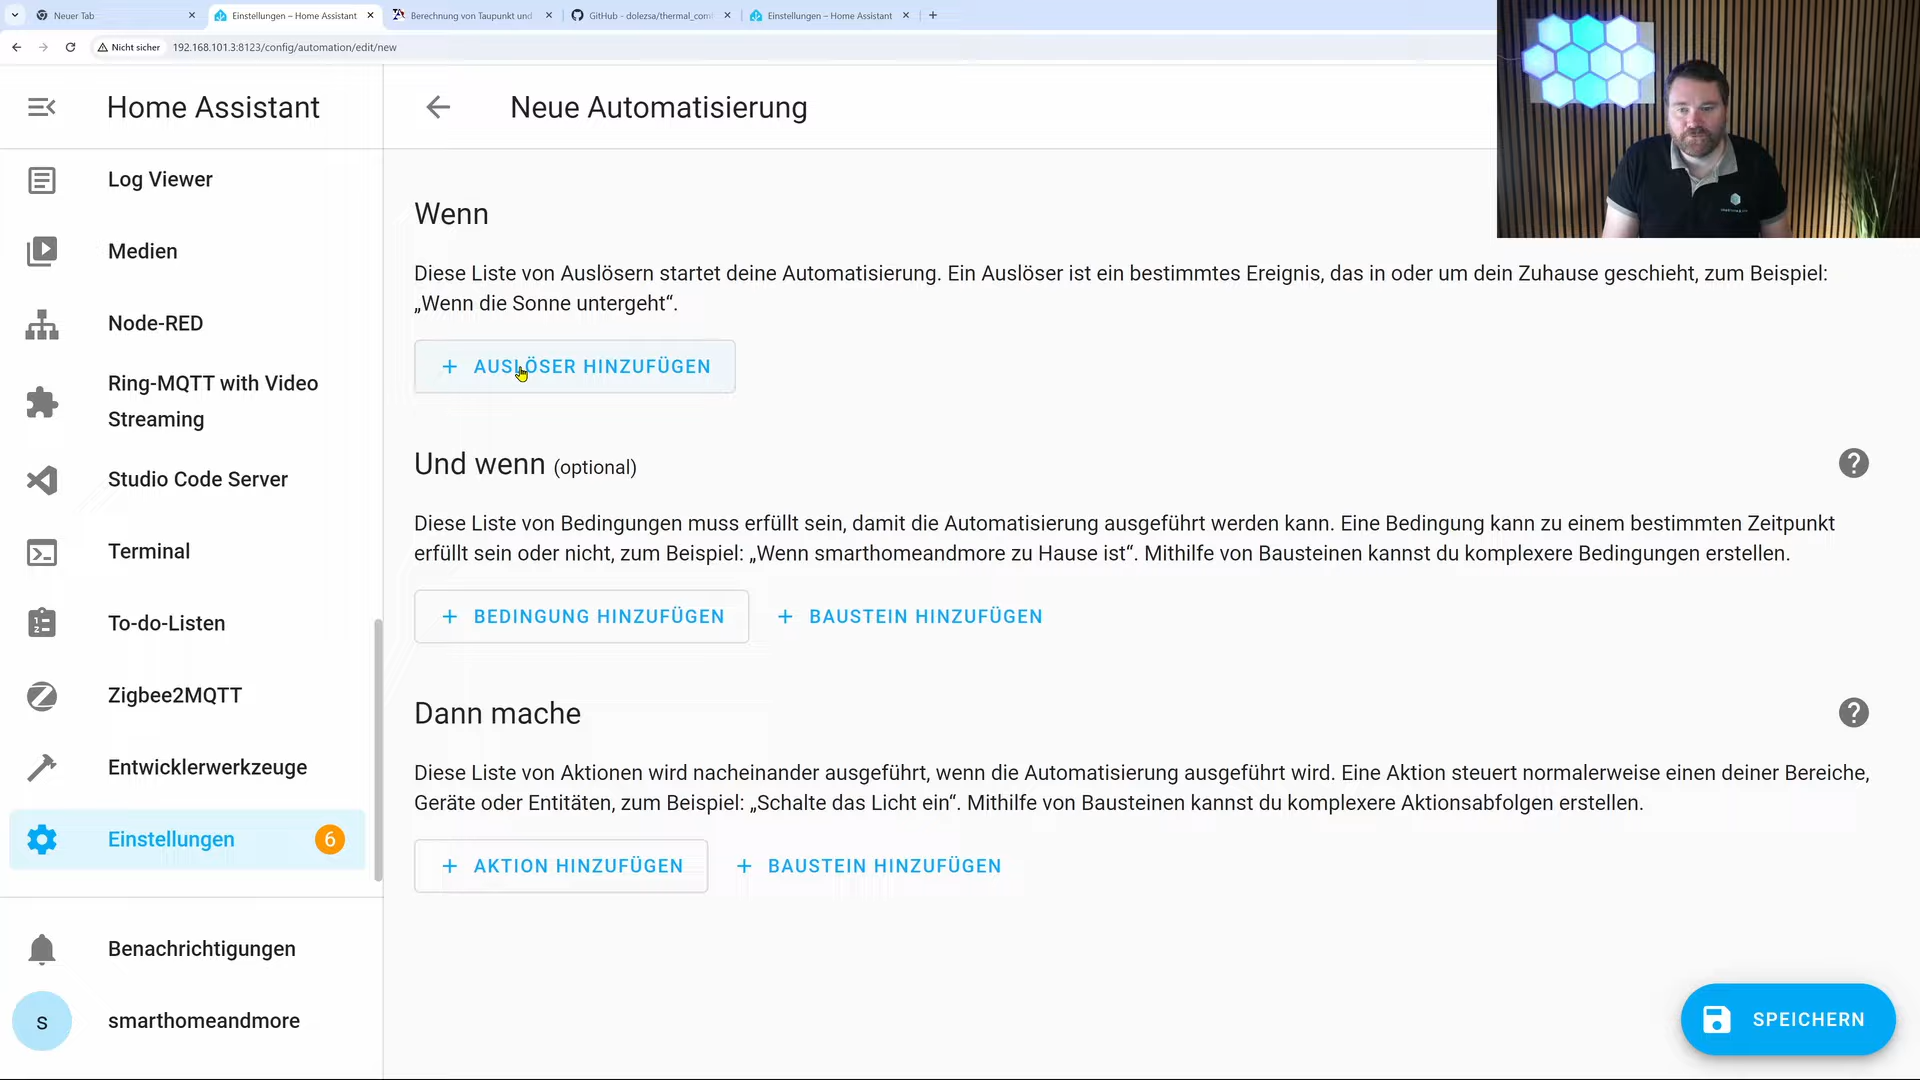 Neuer Tab
Einstellungen – Home Assistant
Berechnung von Taupunkt und
GitHub - dolezsa/thermal_com
Einstellungen – Home Assistant
Nicht sicher
192.168.101.3:8123/config/automation/edit/new
Home Assistant
Neue Automatisierung
Log Viewer
Medien
Node-RED
Ring-MQTT with Video
Streaming
Studio Code Server
Terminal
To-do-Listen
Zigbee2MQTT
Entwicklerwerkzeuge
Einstellungen
6
Benachrichtigungen
s
smarthomeandmore
Wenn
Diese Liste von Auslösern startet deine Automatisierung. Ein Auslöser ist ein bestimmtes Ereignis, das in oder um dein Zuhause geschieht, zum Beispiel:
„Wenn die Sonne untergeht“.
+ AUSLÖSER HINZUFÜGEN
Und wenn (optional)
?
Diese Liste von Bedingungen muss erfüllt sein, damit die Automatisierung ausgeführt werden kann. Eine Bedingung kann zu einem bestimmten Zeitpunkt
erfüllt sein oder nicht, zum Beispiel: „Wenn smarthomeandmore zu Hause ist“. Mithilfe von Bausteinen kannst du komplexere Bedingungen erstellen.
+ BEDINGUNG HINZUFÜGEN
+ BAUSTEIN HINZUFÜGEN
Dann mache
?
Diese Liste von Aktionen wird nacheinander ausgeführt, wenn die Automatisierung ausgeführt wird. Eine Aktion steuert normalerweise einen deiner Bereiche,
Geräte oder Entitäten, zum Beispiel: „Schalte das Licht ein“. Mithilfe von Bausteinen kannst du komplexere Aktionsabfolgen erstellen.
+ AKTION HINZUFÜGEN
+ BAUSTEIN HINZUFÜGEN
SPEICHERN